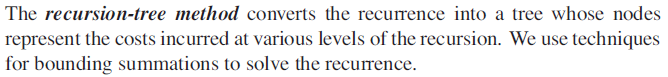 The recursion-tree method converts the recurrence into a tree whose nodes
represent the costs incurred at various levels of the recursion. We use techniques
for bounding summations to solve the recurrence.